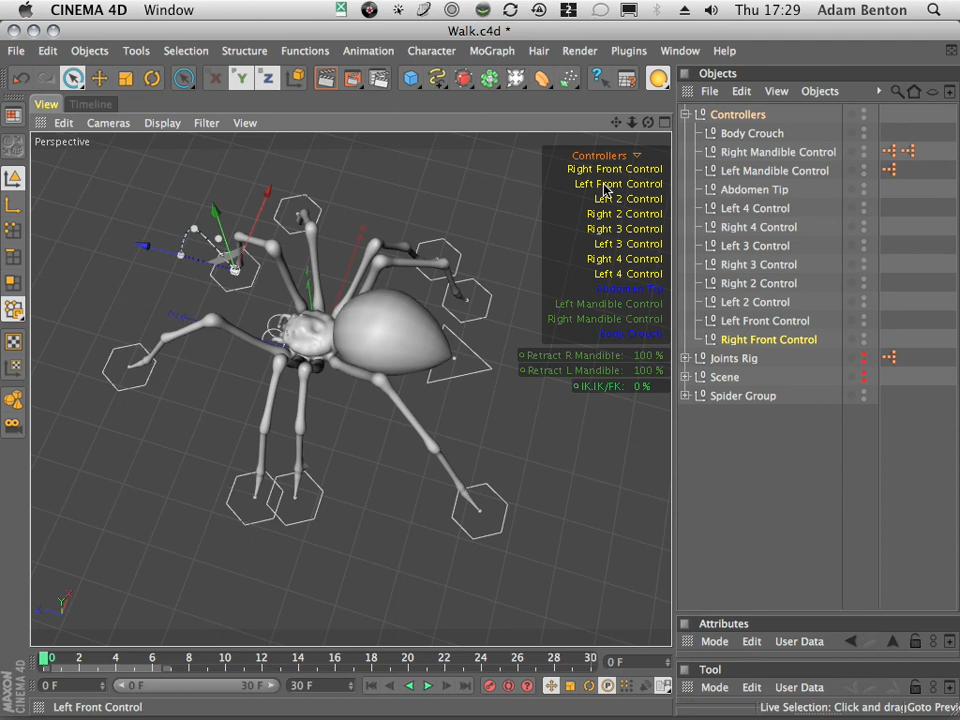 CINEMA 4D Window Thu 17:29 Adam Benton
Walk.c4d *
File Edit Objects Tools Selection Structure Functions Animation Character MoGraph Hair Render Plugins Window Help
Objects
File Edit View Objects
View Timeline
Edit Cameras Display Filter View
Perspective
Controllers
Right Front Control
Left Front Control
Left 2 Control
Right 2 Control
Right 3 Control
Left 3 Control
Right 4 Control
Left 4 Control
Abdomen Tip
Left Mandible Control
Right Mandible Control
Body Crouch
Retract R Mandible: 100 %
Retract L Mandible: 100 %
IK.IK/FK: 0 %
Controllers
Body Crouch
Right Mandible Control
Left Mandible Control
Abdomen Tip
Left 4 Control
Right 4 Control
Left 3 Control
Right 3 Control
Right 2 Control
Left 2 Control
Left Front Control
Right Front Control
Joints Rig
Scene
Spider Group
Attributes
Mode Edit User Data
Tool
Mode Edit User Data
0 2 4 6 8 10 12 14 16 18 20 22 24 26 28 30 0 F
0 F 0 F 30 F 30 F
MAXON CINEMA 4D
Left Front Control
Live Selection: Click and drag
Goto Previ